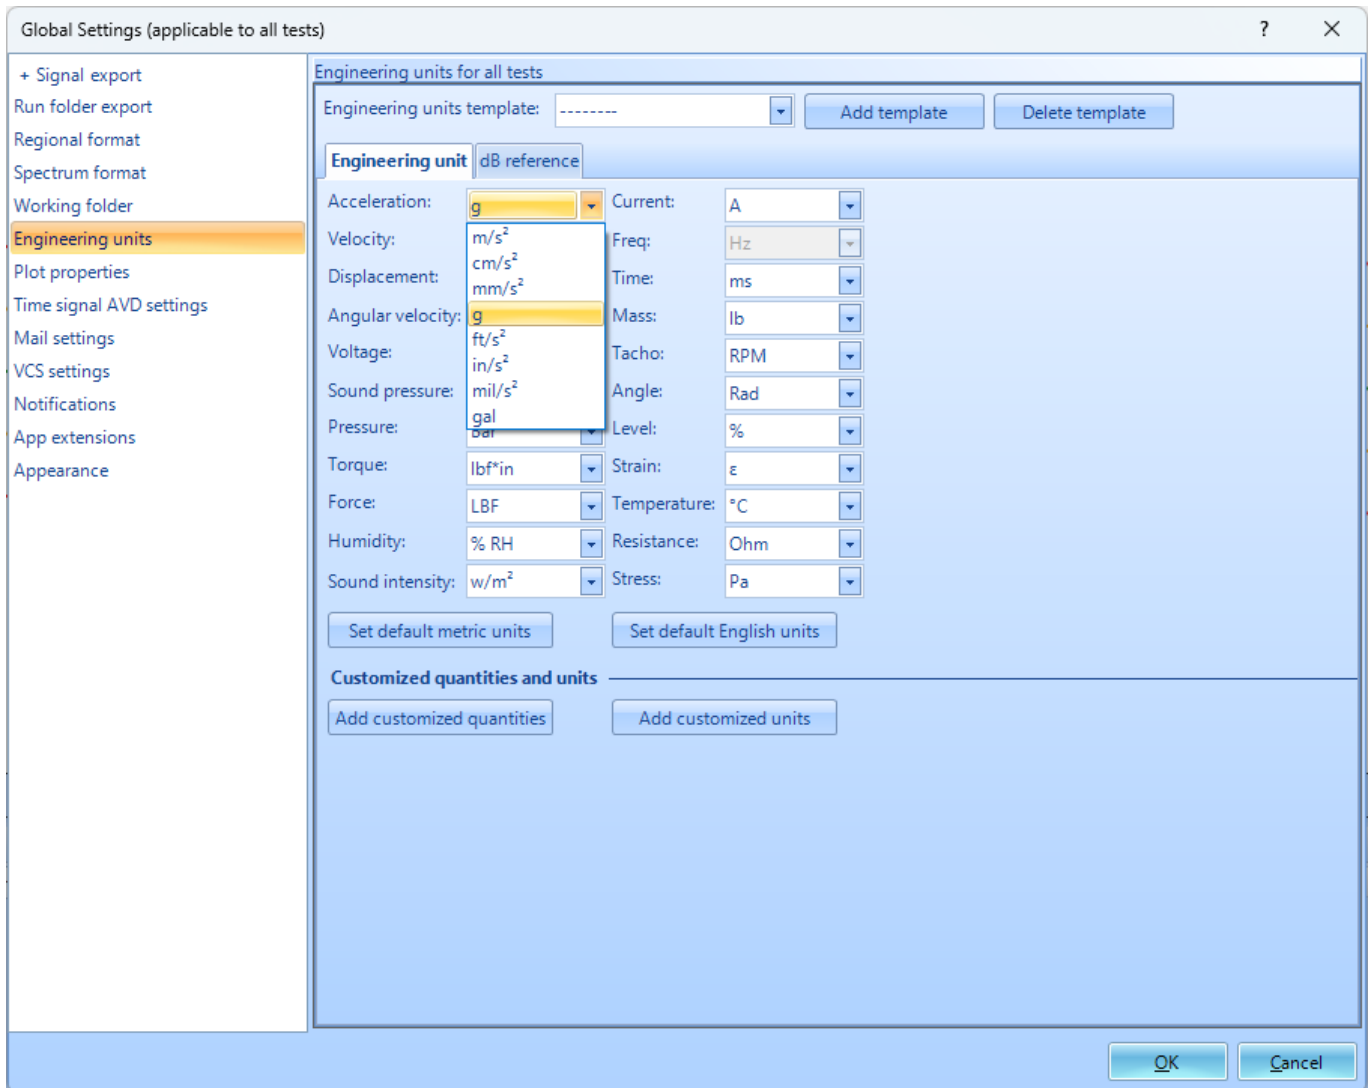 Global Settings (applicable to all tests)
?
+ Signal export
Run folder export
Regional format
Spectrum format
Working folder
Engineering units
Plot properties
Time signal AVD settings
Mail settings
VCS settings
Notifications
App extensions
Appearance
Engineering units for all tests
Engineering units template: -------- Add template Delete template
Engineering unit dB reference
Acceleration: g Current: A
Velocity: Freq: Hz
Displacement: Time: ms
Angular velocity: Mass: lb
Voltage: Tacho: RPM
Sound pressure: Angle: Rad
m/s²
cm/s²
mm/s²
g
ft/s²
in/s²
mil/s²
gal
Pressure: Bar Level: %
Torque: lbf*in Strain: ε
Force: LBF Temperature: °C
Humidity: % RH Resistance: Ohm
Sound intensity: w/m² Stress: Pa
Set default metric units Set default English units
Customized quantities and units
Add customized quantities Add customized units
OK Cancel